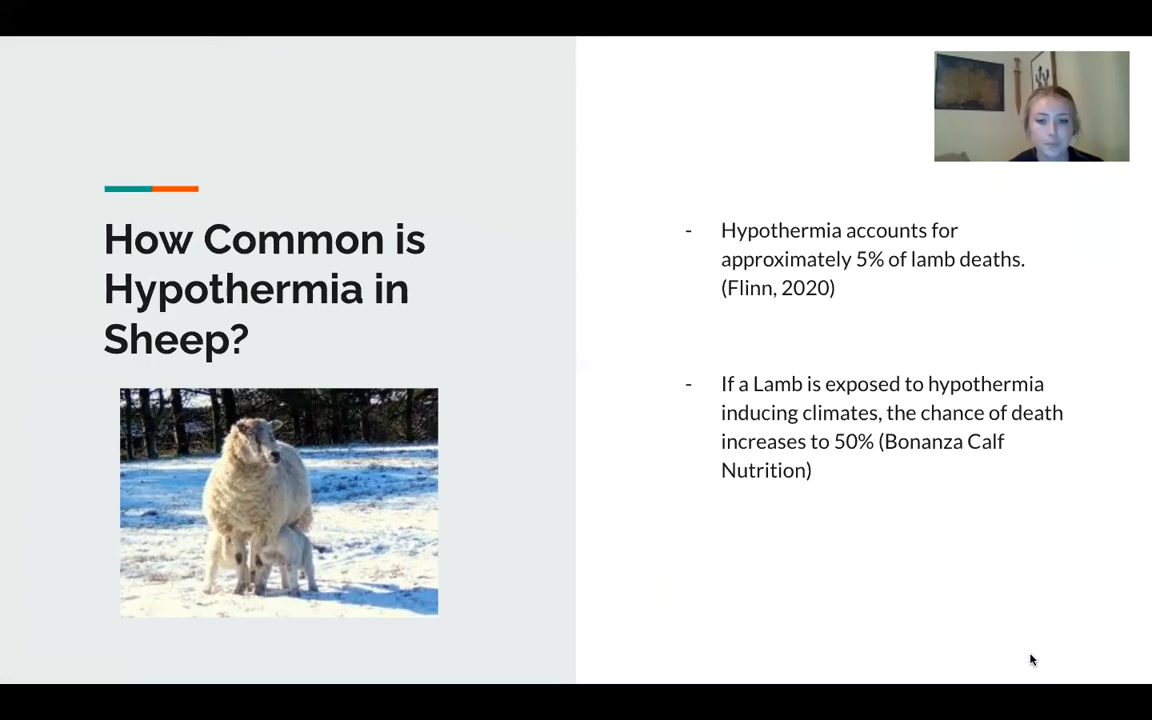 How Common is
Hypothermia in
Sheep?
- Hypothermia accounts for
approximately 5% of lamb deaths.
(Flinn, 2020)
- If a Lamb is exposed to hypothermia
inducing climates, the chance of death
increases to 50% (Bonanza Calf
Nutrition)